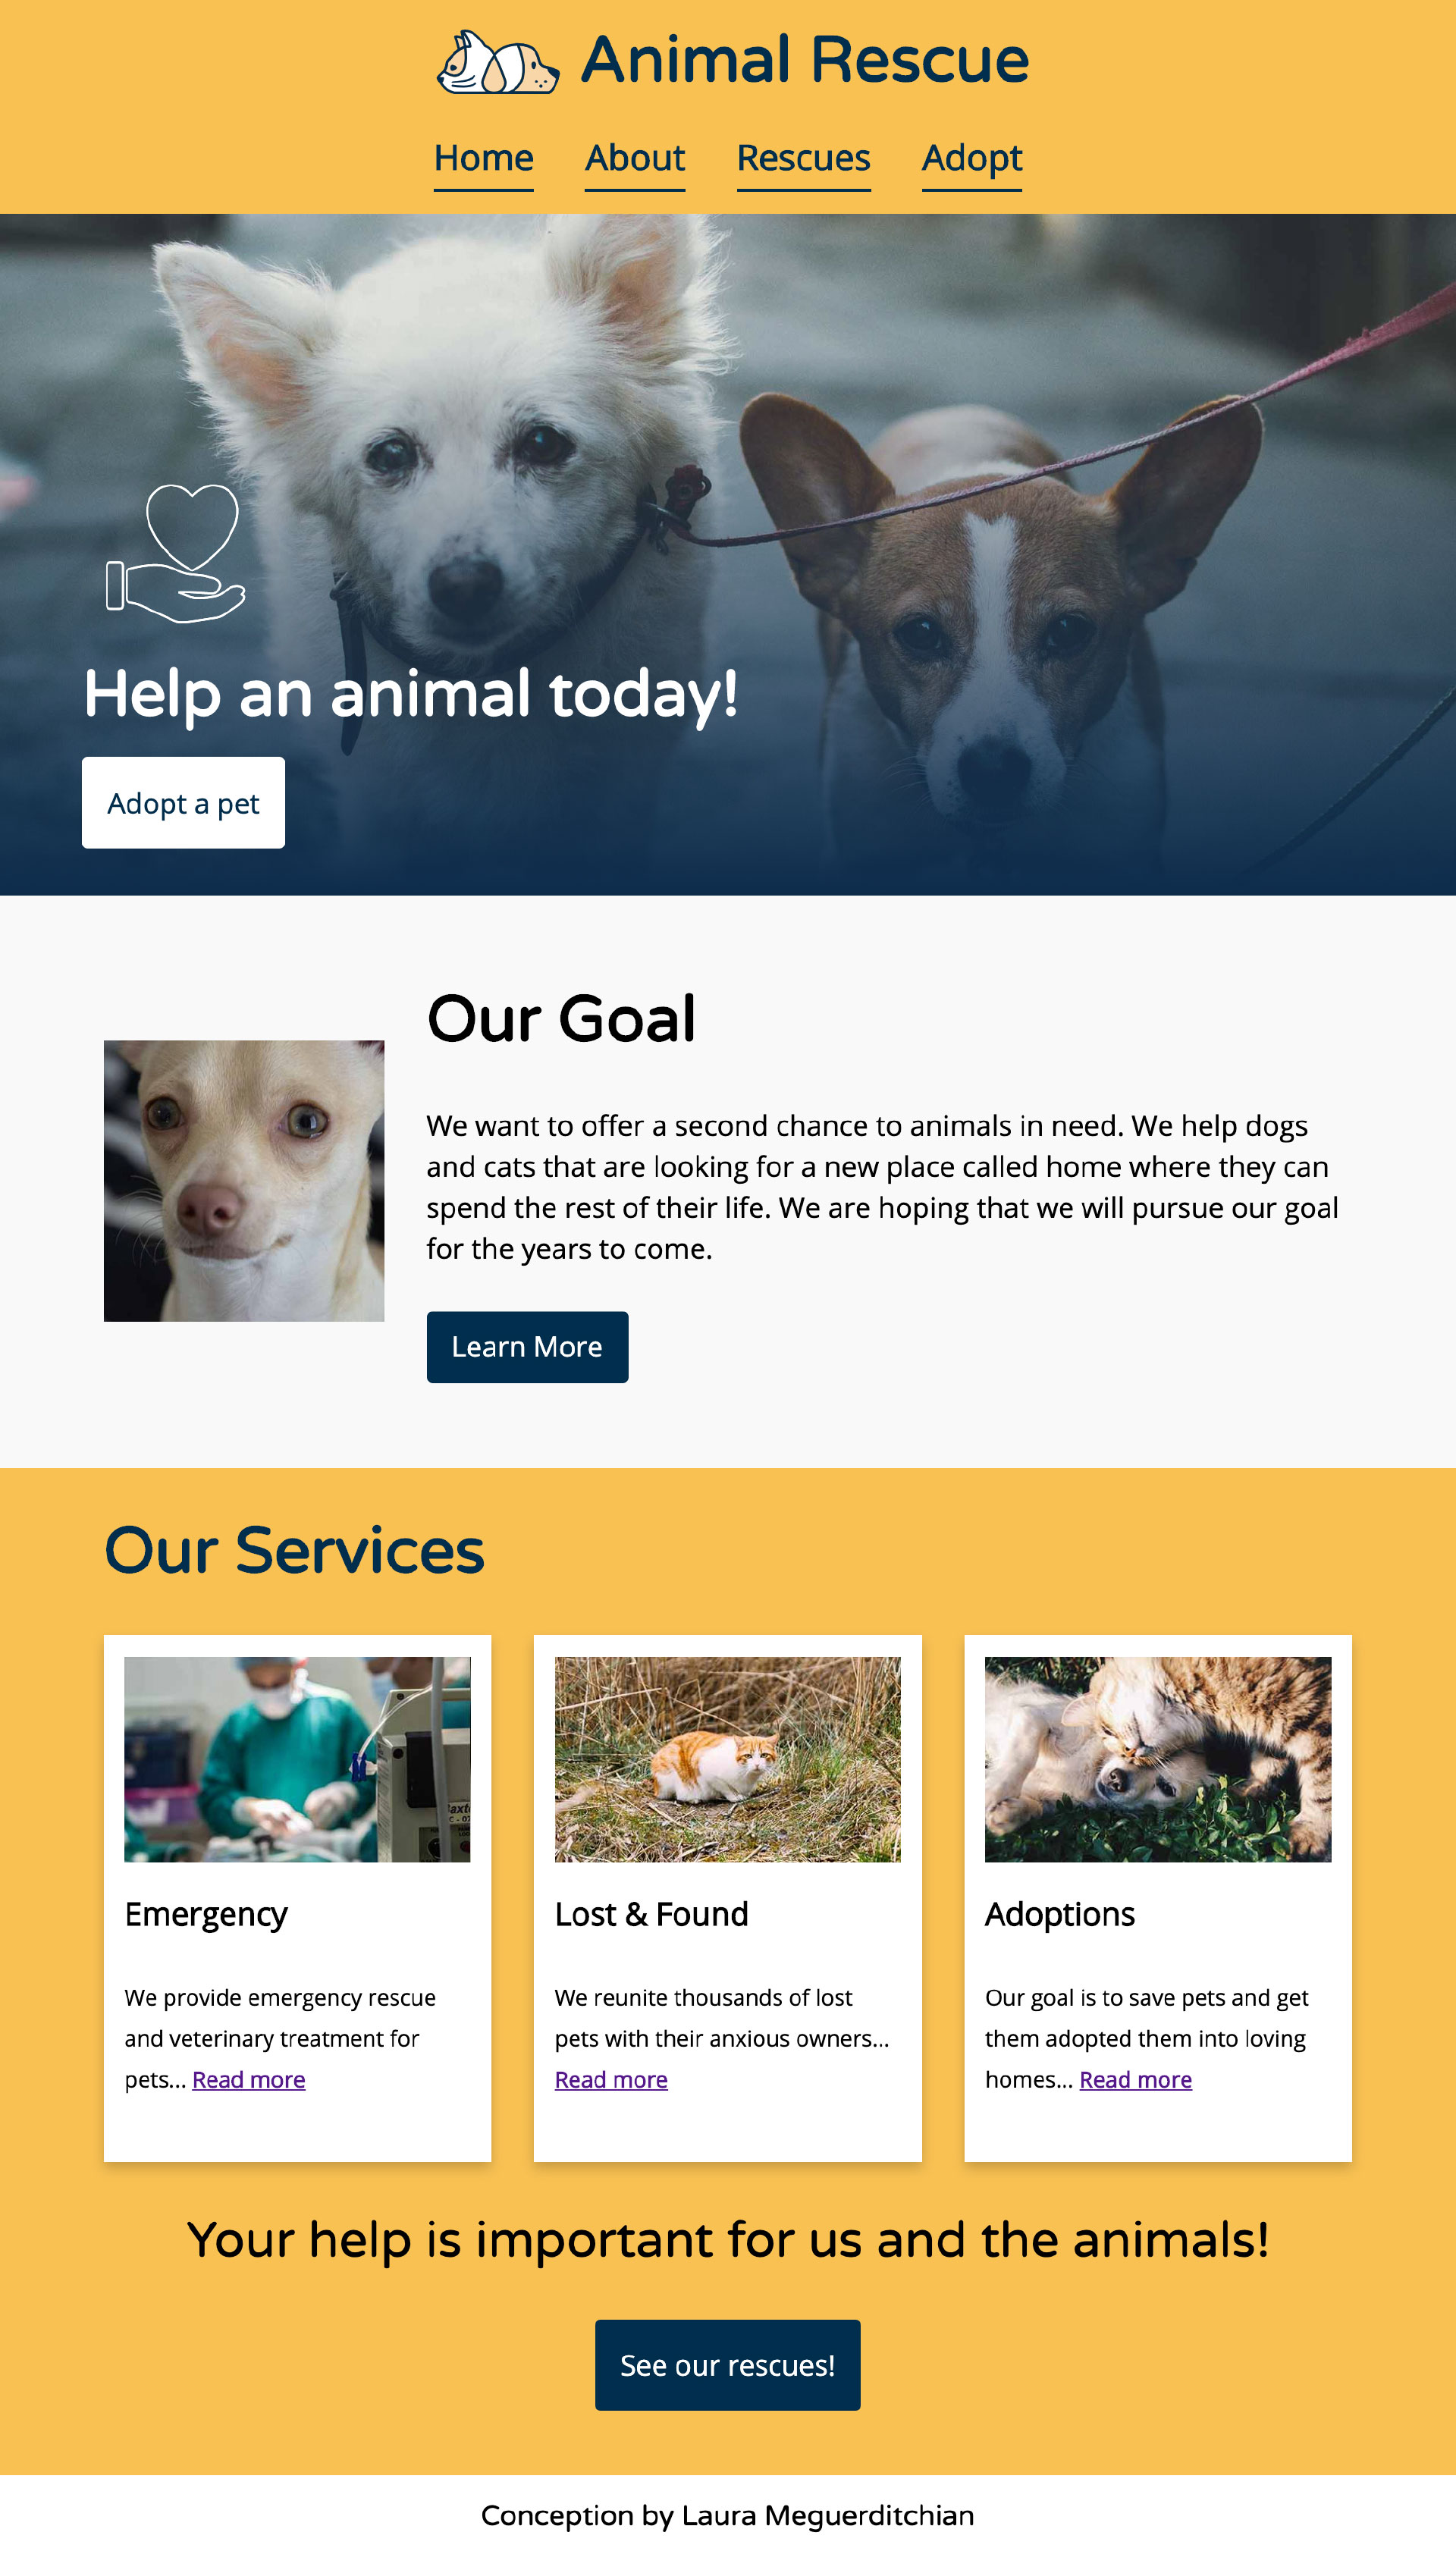 Animal Rescue
Home About Rescues Adopt
Help an animal today!
Adopt a pet
Our Goal
We want to offer a second chance to animals in need. We help dogs
and cats that are looking for a new place called home where they can
spend the rest of their life. We are hoping that we will pursue our goal
for the years to come.
Learn More
Our Services
Emergency
We provide emergency rescue
and veterinary treatment for
pets... Read more
Lost & Found
We reunite thousands of lost
pets with their anxious owners...
Read more
Adoptions
Our goal is to save pets and get
them adopted them into loving
homes... Read more
Your help is important for us and the animals!
See our rescues!
Conception by Laura Meguerditchian